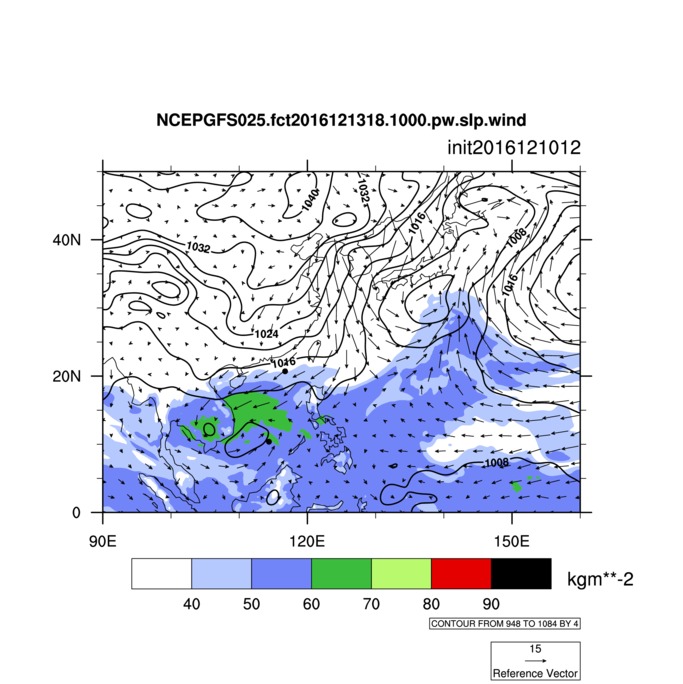 NCEPGFS025.fct2016121318.1000.pw.slp.wind
init2016121012
1040
1032
1016
1008
40N
1032
1016
1024
1016
20N
1008
0
90E 120E 150E
40 50 60 70 80 90
kgm**-2
CONTOUR FROM 948 TO 1084 BY 4
15
Reference Vector